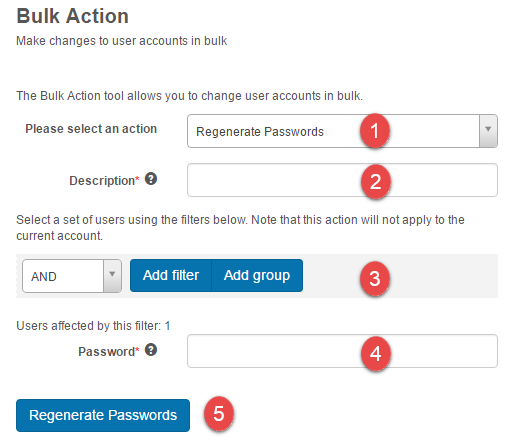 Bulk Action
Make changes to user accounts in bulk
The Bulk Action tool allows you to change user accounts in bulk.
Please select an action Regenerate Passwords 1
Description* ? 2
Select a set of users using the filters below. Note that this action will not apply to the
current account.
AND Add filter Add group 3
Users affected by this filter: 1
Password* ? 4
Regenerate Passwords 5